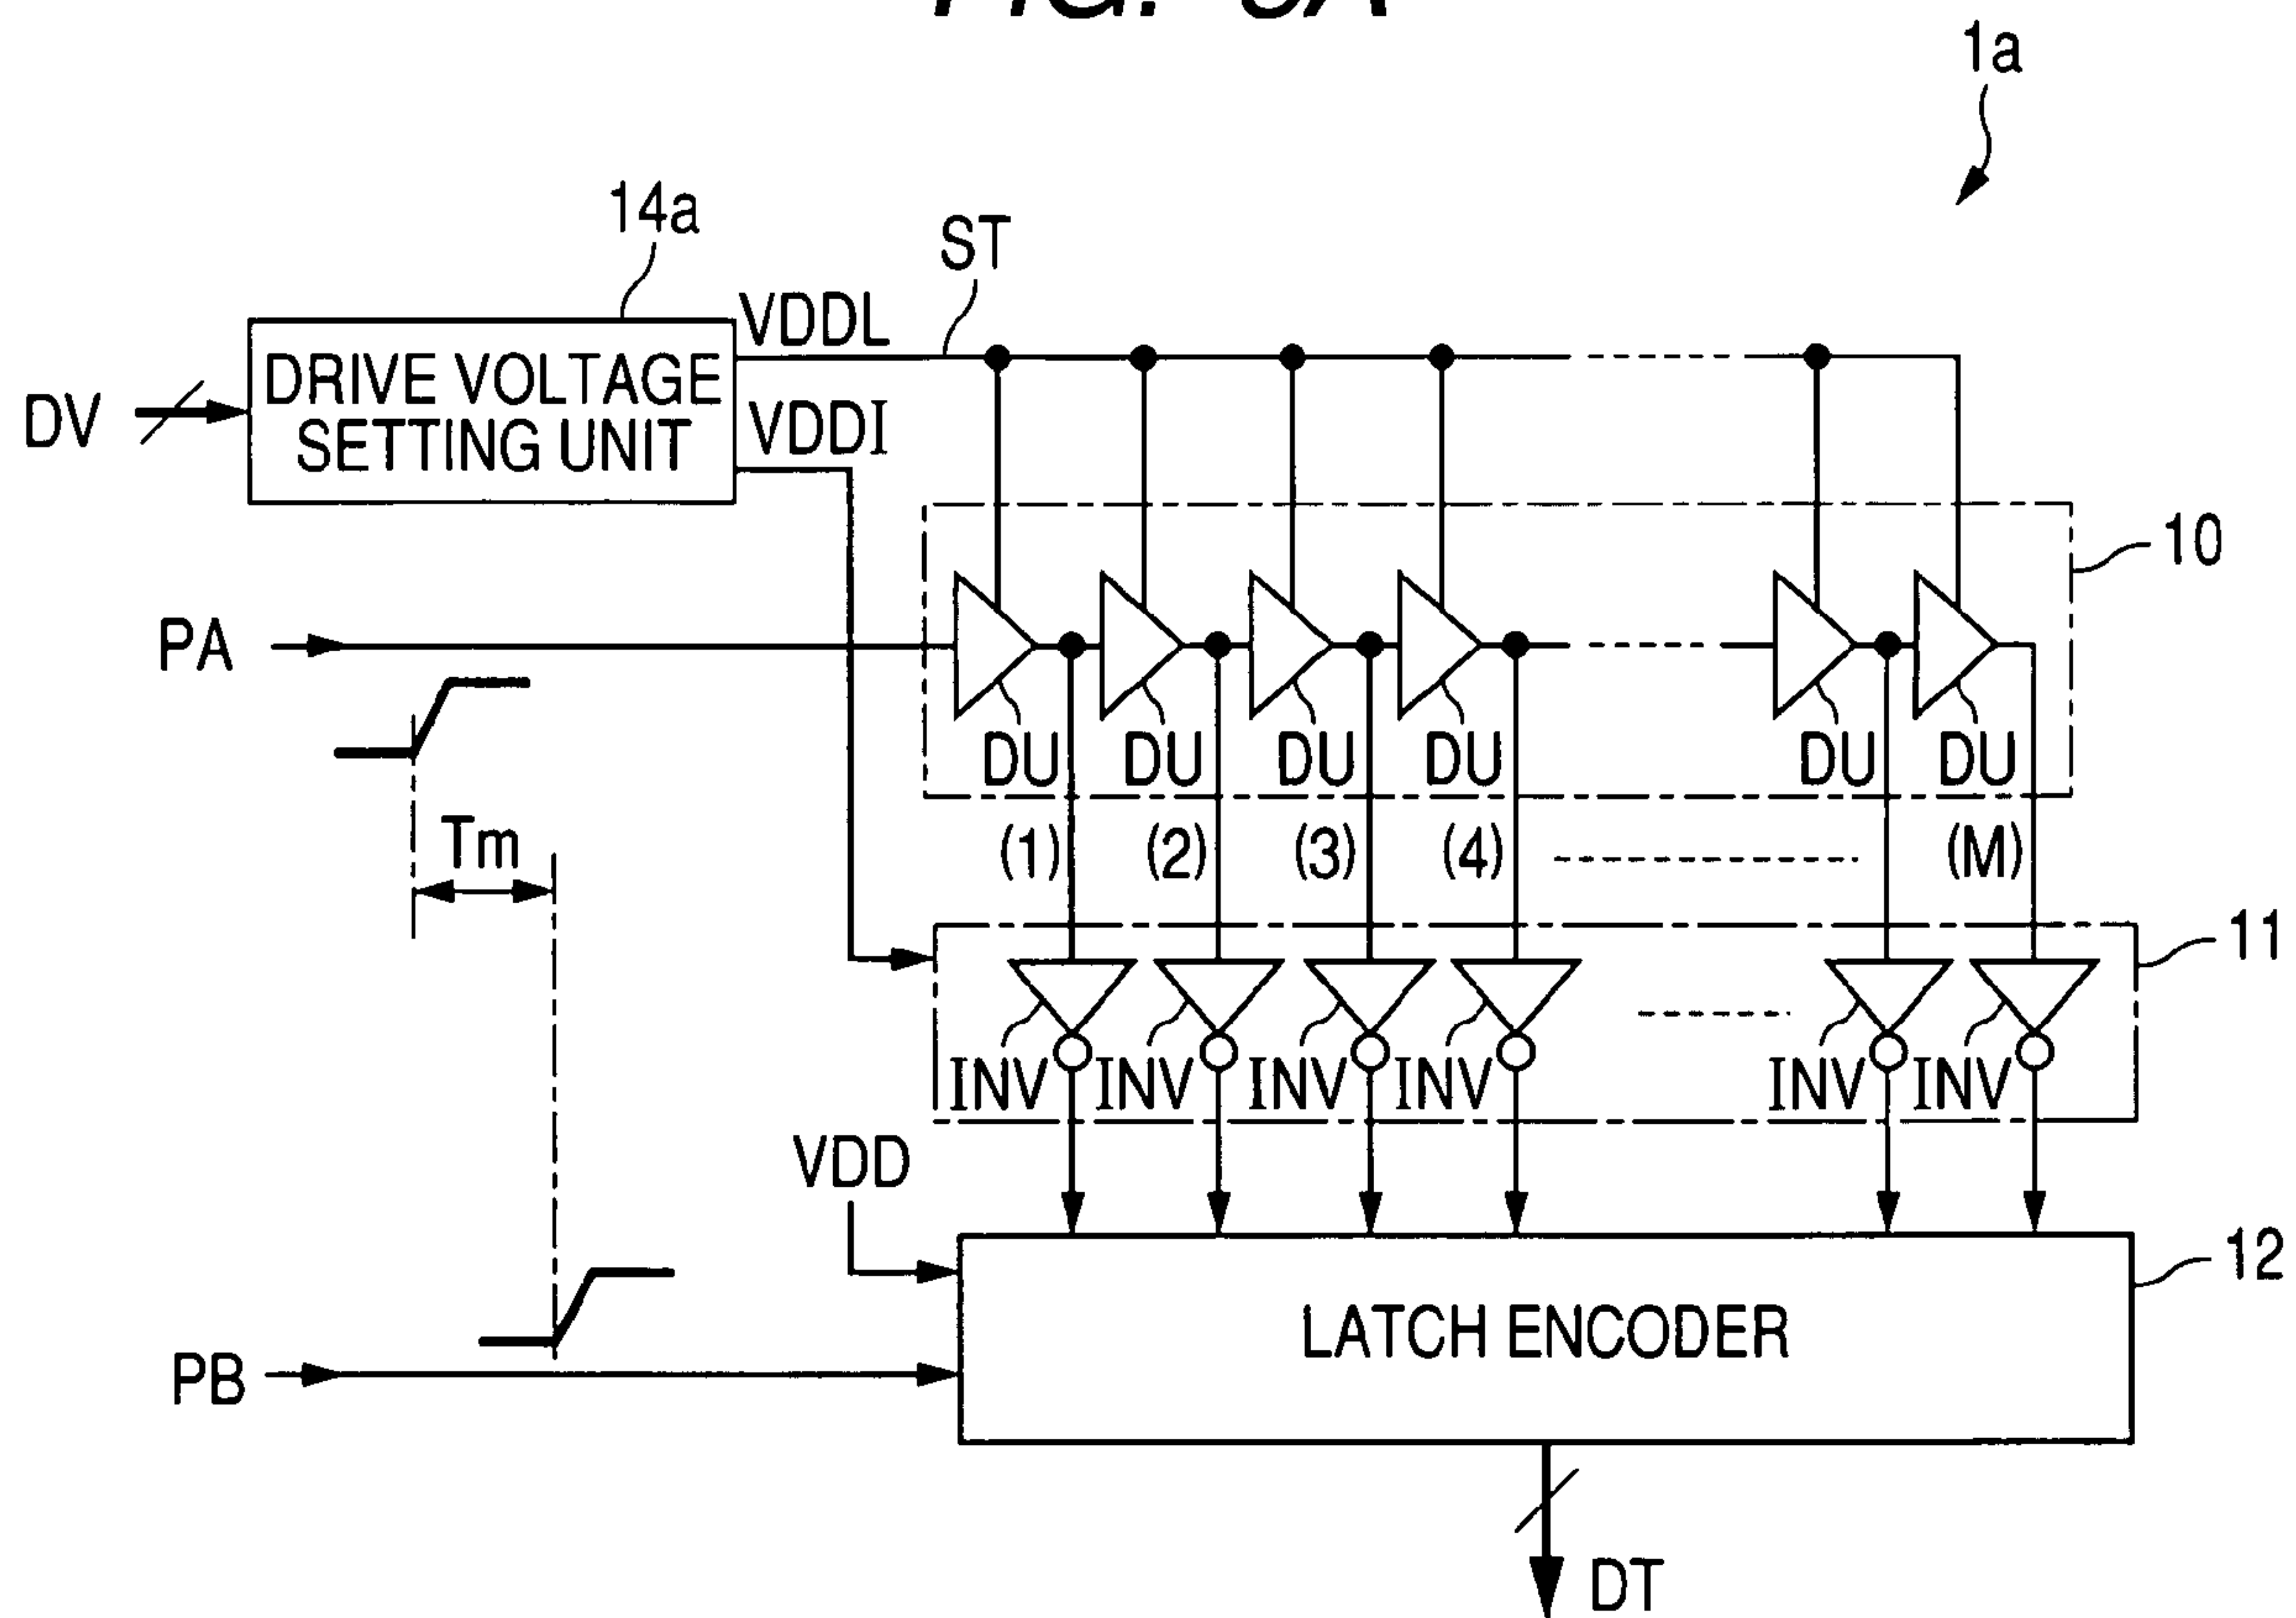 1a
14a
ST
VDDL
DRIVE VOLTAGE
SETTING UNIT
VDDI
DV
10
PA
DU DU DU DU DU DU
Tm
(1) (2) (3) (4) (M)
11
INV INV INV INV INV INV
VDD
12
LATCH ENCODER
PB
DT